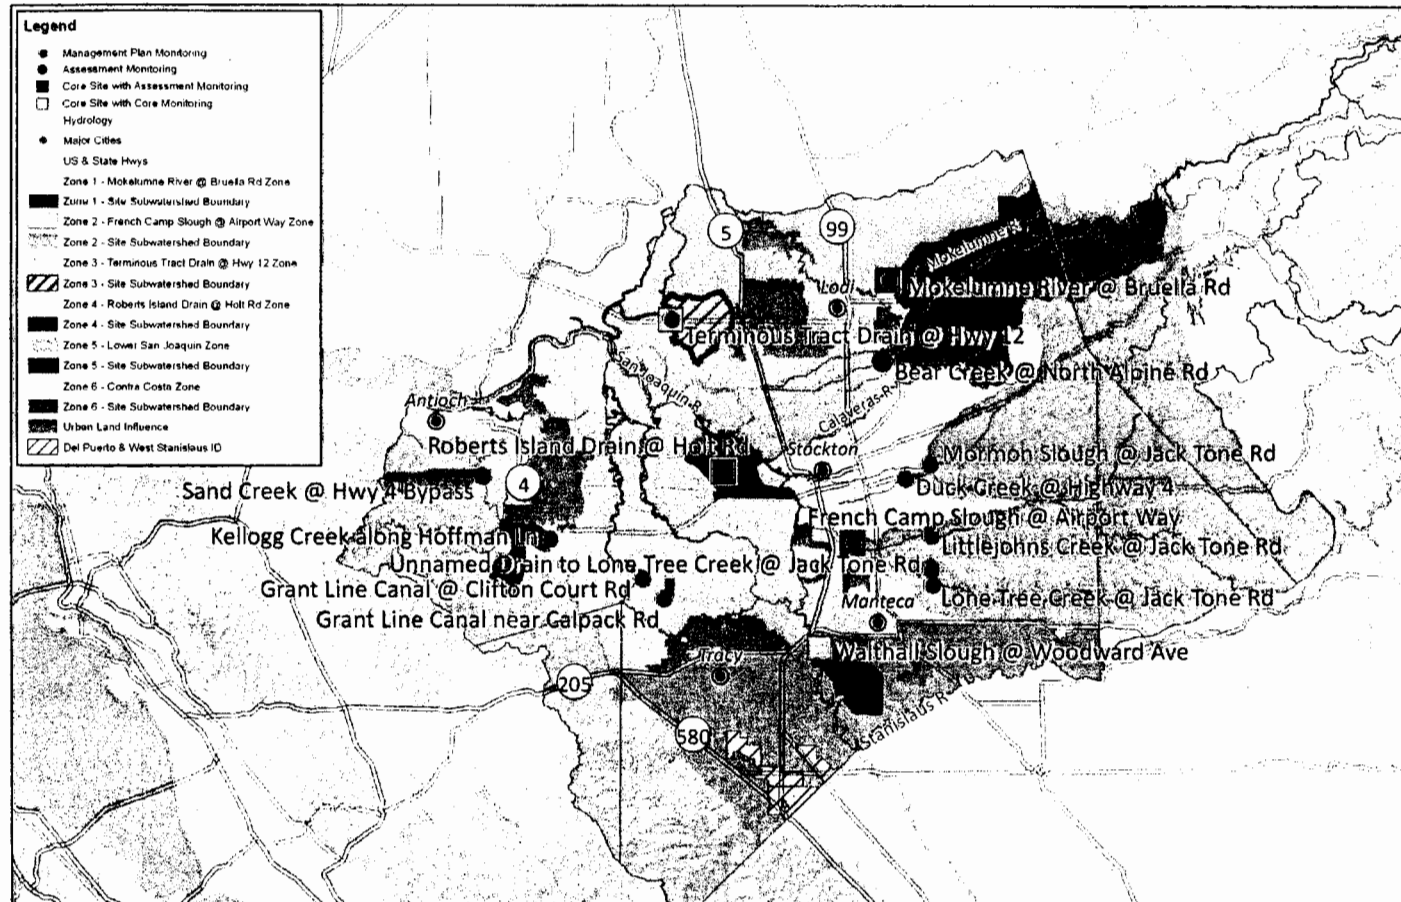 Legend
Management Plan Monitoring
Assessment Monitoring
Core Site with Assessment Monitoring
Core Site with Core Monitoring
Hydrology
Major Cities
US & State Hwys
Zone 1 - Mokelumne River @ Bruella Rd Zone
Zone 1 - Site Subwatershed Boundary
Zone 2 - French Camp Slough @ Airport Way Zone
Zone 2 - Site Subwatershed Boundary
Zone 3 - Terminous Tract Drain @ Hwy 12 Zone
Zone 3 - Site Subwatershed Boundary
Zone 4 - Roberts Island Drain @ Holt Rd Zone
Zone 4 - Site Subwatershed Boundary
Zone 5 - Lower San Joaquin Zone
Zone 5 - Site Subwatershed Boundary
Zone 6 - Contra Costa Zone
Zone 6 - Site Subwatershed Boundary
Urban Land Influence
Del Puerto & West Stanislaus ID
5
99
Mokelumne R
Lodi
Mokelumne River @ Bruella Rd
Terminous Tract Drain @ Hwy 12
San Joaquin R
Bear Creek @ North Alpine Rd
Calaveras R
Antioch
Roberts Island Drain @ Holt Rd
Stockton
Mormon Slough @ Jack Tone Rd
Sand Creek @ Hwy 4 Bypass
4
Duck Creek @ Highway 4
French Camp Slough @ Airport Way
Kellogg Creek along Hoffman Ln
Littlejohns Creek @ Jack Tone Rd
Unnamed Drain to Lone Tree Creek @ Jack Tone Rd
Grant Line Canal @ Clifton Court Rd
Manteca
Lone Tree Creek @ Jack Tone Rd
Grant Line Canal near Calpack Rd
Tracy
Walthall Slough @ Woodward Ave
205
Stanislaus R
580